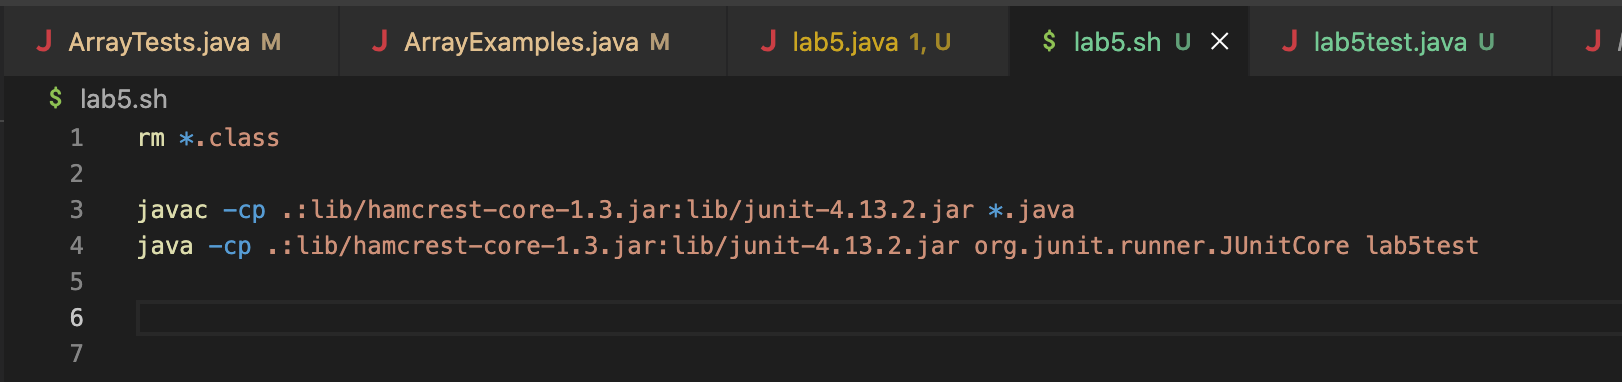 ArrayTests.java M ArrayExamples.java M lab5.java 1, U $ lab5.sh U lab5test.java U
$ lab5.sh
1 rm *.class
2
3 javac -cp .:lib/hamcrest-core-1.3.jar:lib/junit-4.13.2.jar *.java
4 java -cp .:lib/hamcrest-core-1.3.jar:lib/junit-4.13.2.jar org.junit.runner.JUnitCore lab5test
5
6
7